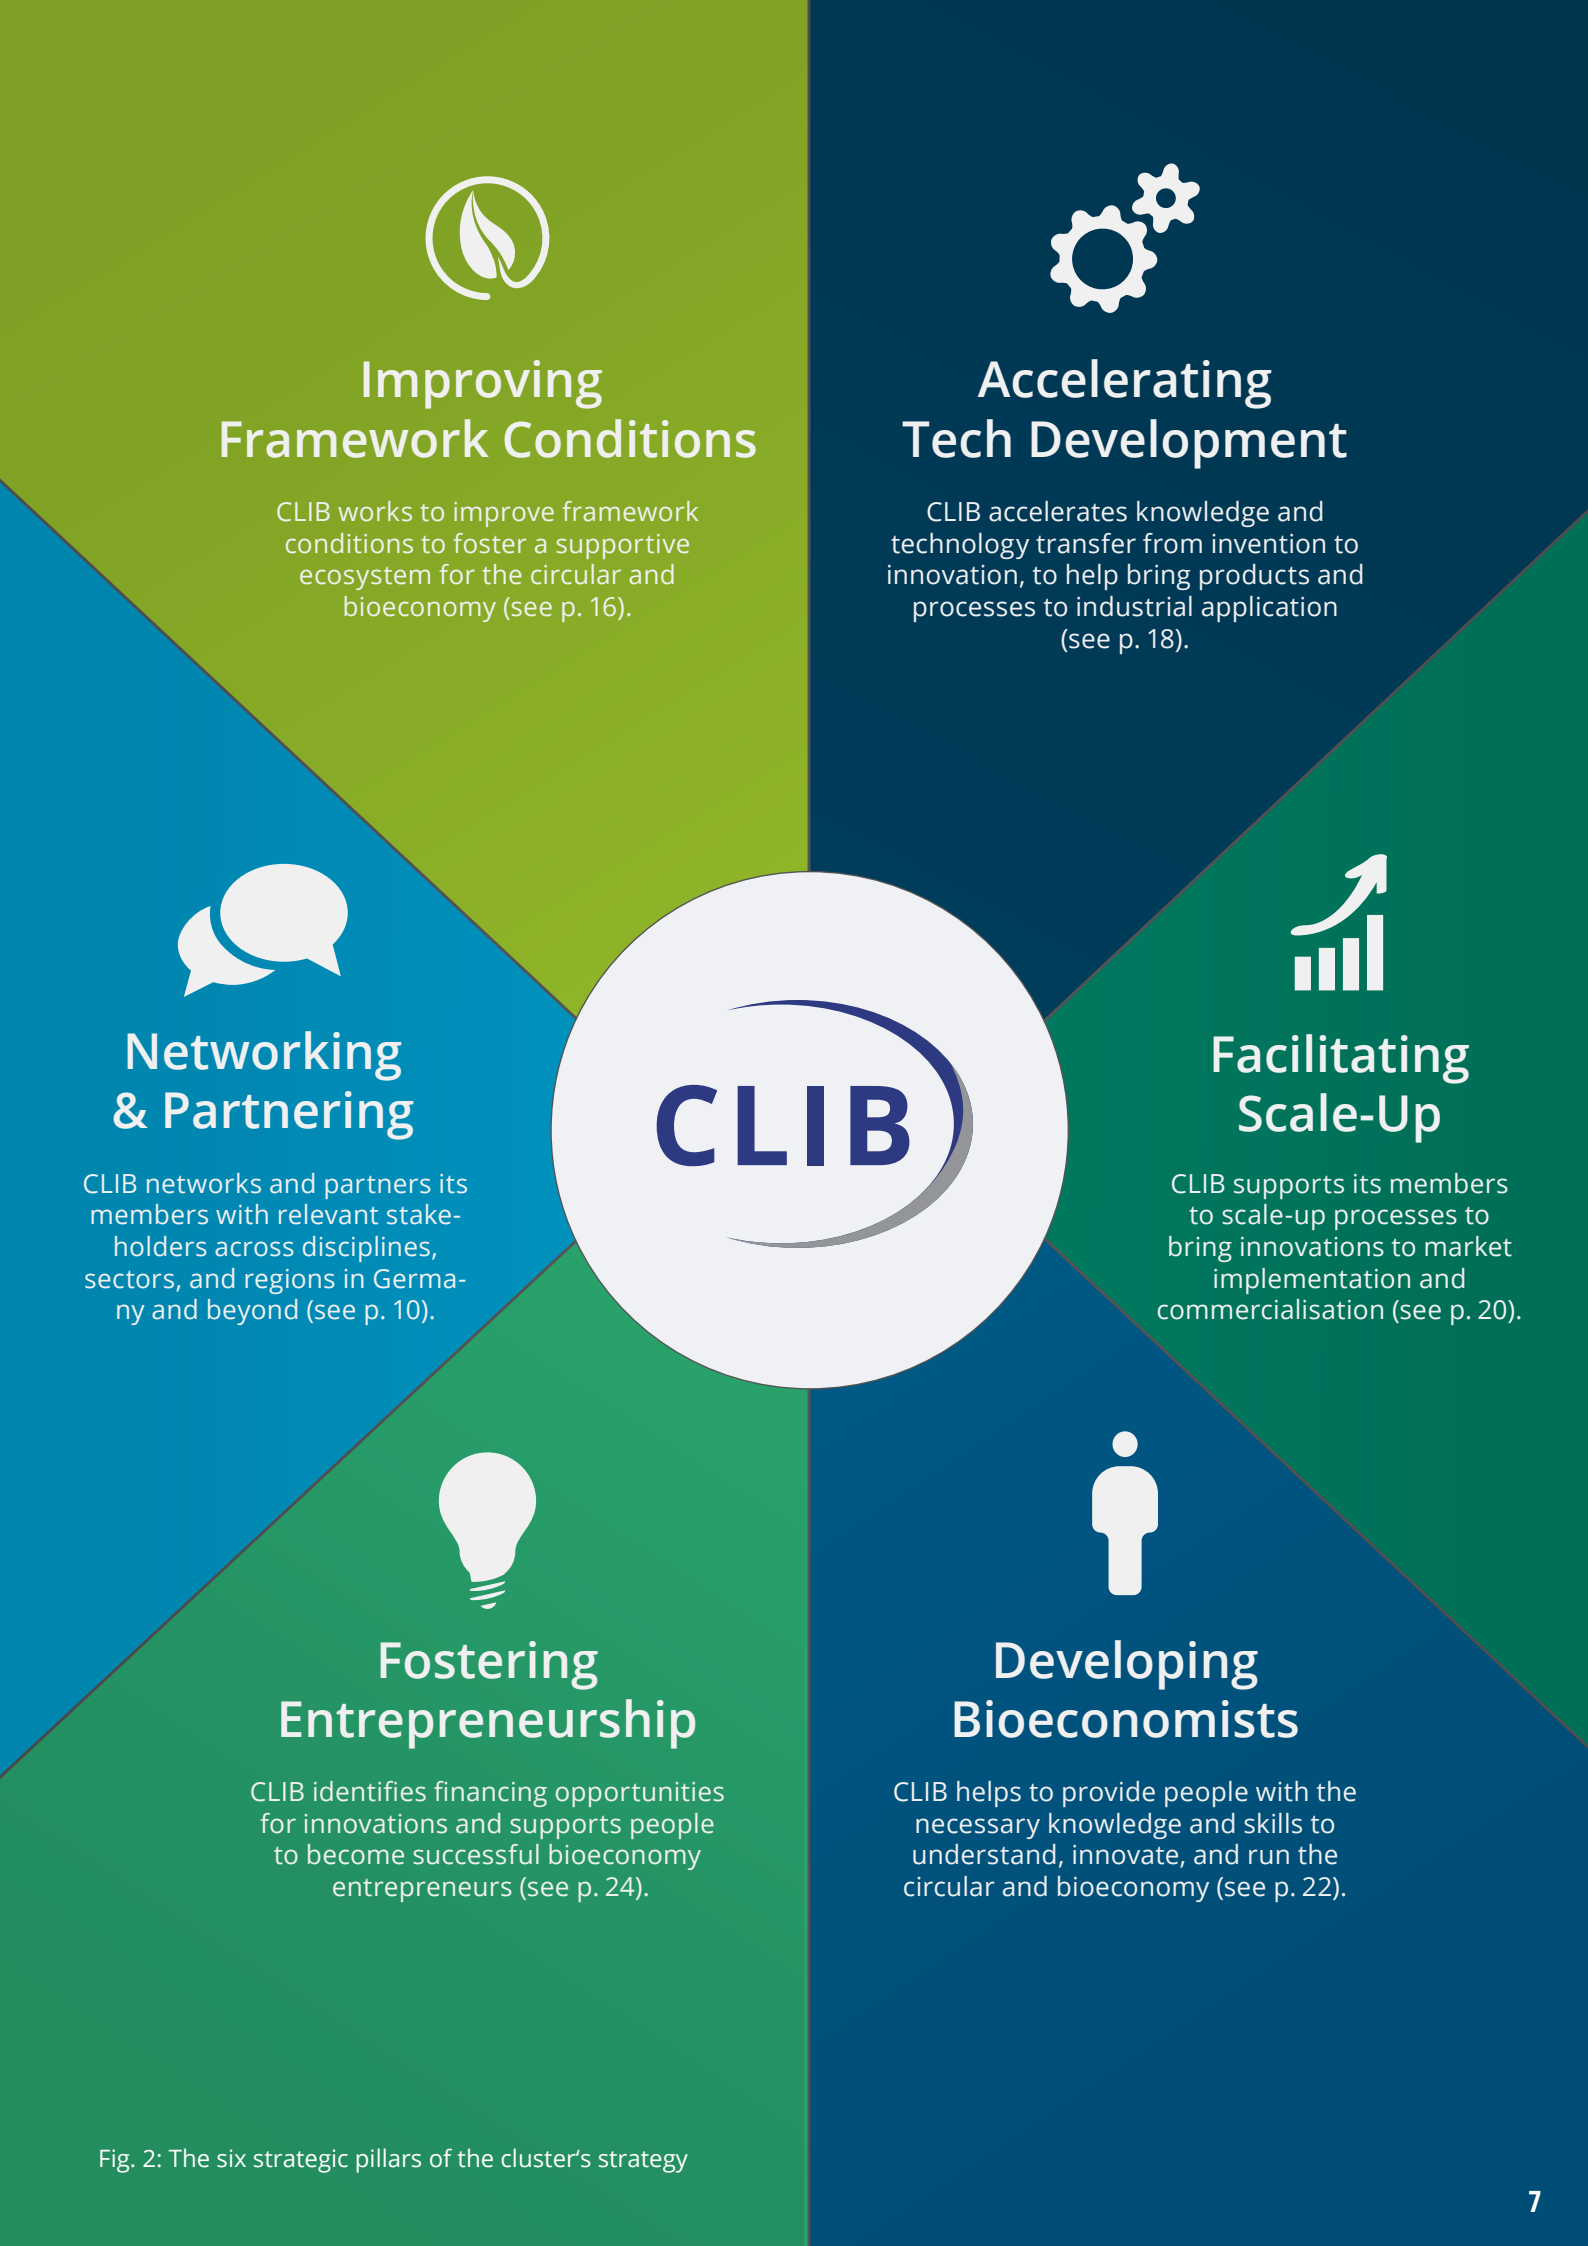 Improving
Framework Conditions
CLIB works to improve framework
conditions to foster a supportive
ecosystem for the circular and
bioeconomy (see p. 16).
Accelerating
Tech Development
CLIB accelerates knowledge and
technology transfer from invention to
innovation, to help bring products and
processes to industrial application
(see p. 18).
Networking
& Partnering
CLIB networks and partners its
members with relevant stake-
holders across disciplines,
sectors, and regions in Germa-
ny and beyond (see p. 10).
CLIB
Facilitating
Scale-Up
CLIB supports its members
to scale-up processes to
bring innovations to market
implementation and
commercialisation (see p. 20).
Fostering
Entrepreneurship
CLIB identifies financing opportunities
for innovations and supports people
to become successful bioeconomy
entrepreneurs (see p. 24).
Developing
Bioeconomists
CLIB helps to provide people with the
necessary knowledge and skills to
understand, innovate, and run the
circular and bioeconomy (see p. 22).
Fig. 2: The six strategic pillars of the cluster‘s strategy
7